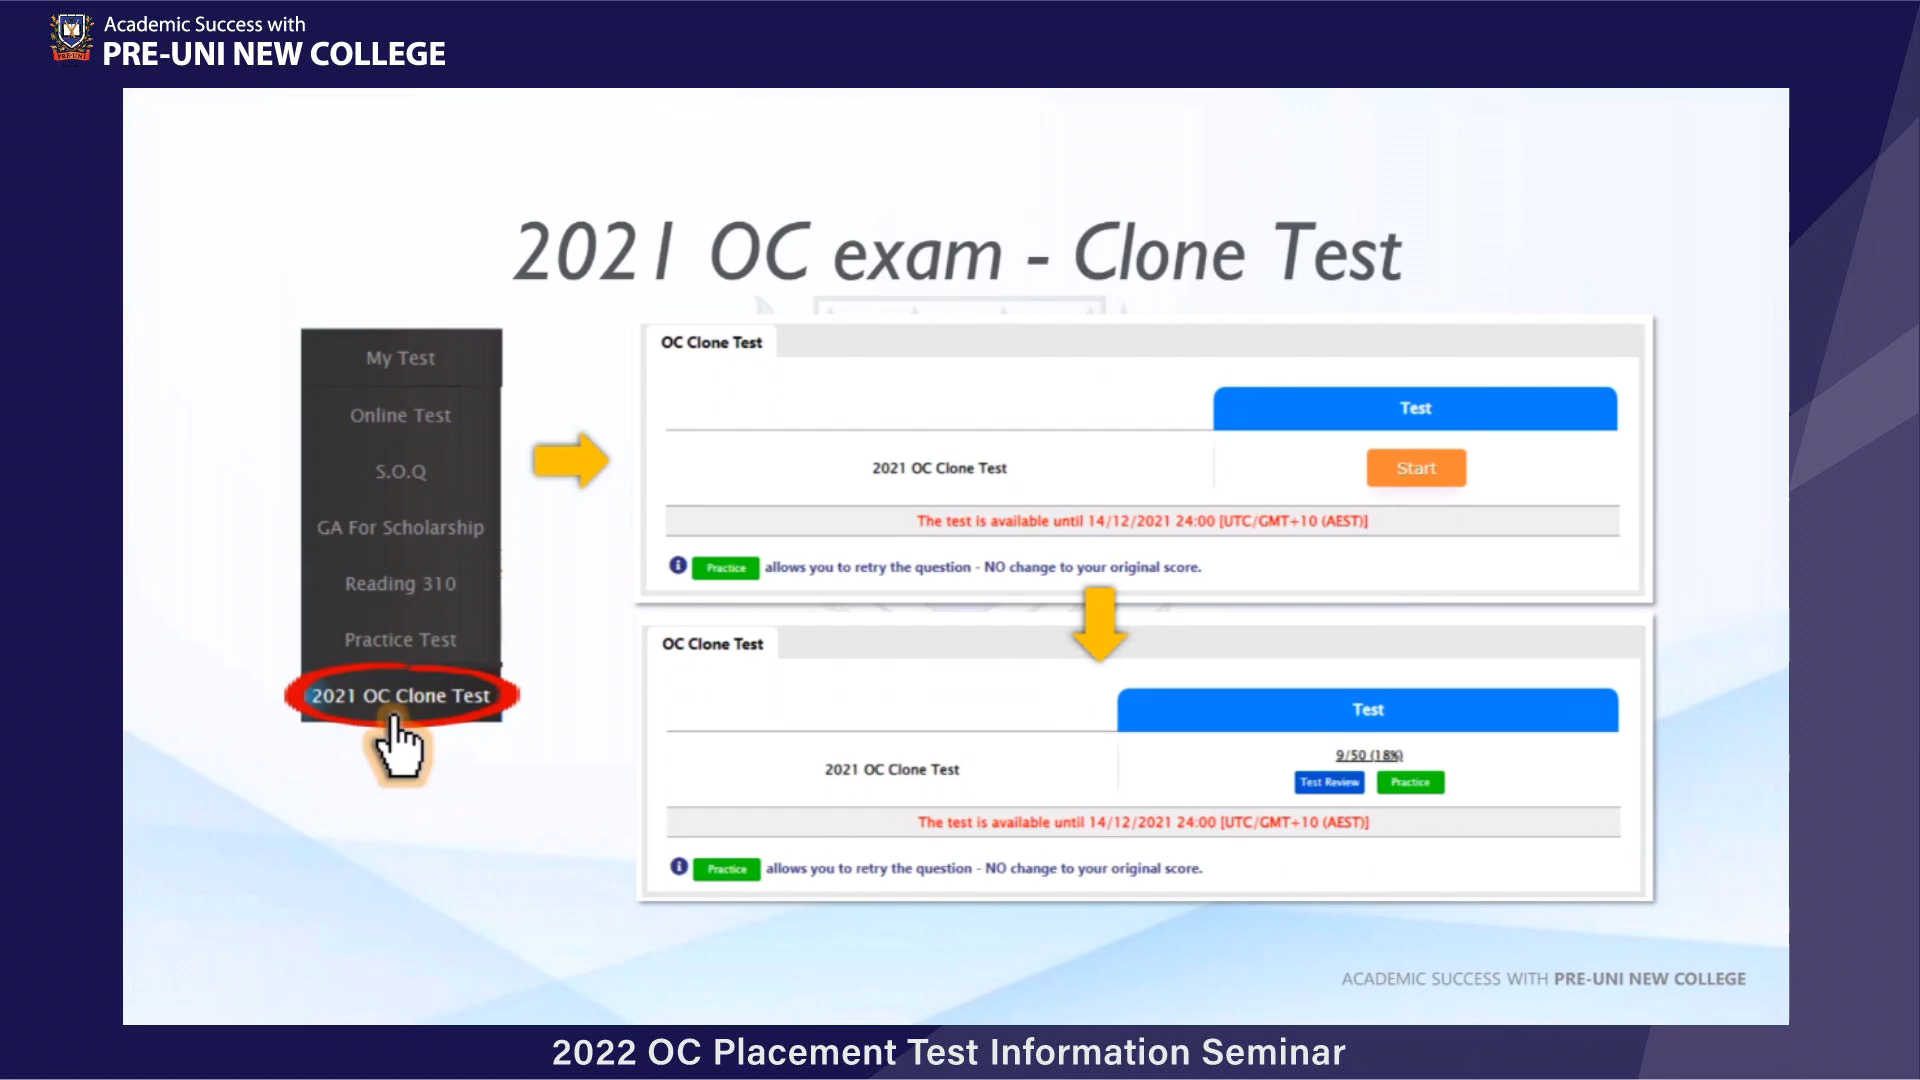 Academic Success with
PRE-UNI NEW COLLEGE
2021 OC exam - Clone Test
My Test
Online Test
S.O.Q
GA For Scholarship
Reading 310
Practice Test
2021 OC Clone Test
OC Clone Test
Test
2021 OC Clone Test
Start
The test is available until 14/12/2021 24:00 [UTC/GMT+10 (AEST)]
Practice allows you to retry the question - NO change to your original score.
OC Clone Test
Test
2021 OC Clone Test
9/50 (18%)
Test Review Practice
The test is available until 14/12/2021 24:00 [UTC/GMT+10 (AEST)]
Practice allows you to retry the question - NO change to your original score.
ACADEMIC SUCCESS WITH PRE-UNI NEW COLLEGE
2022 OC Placement Test Information Seminar